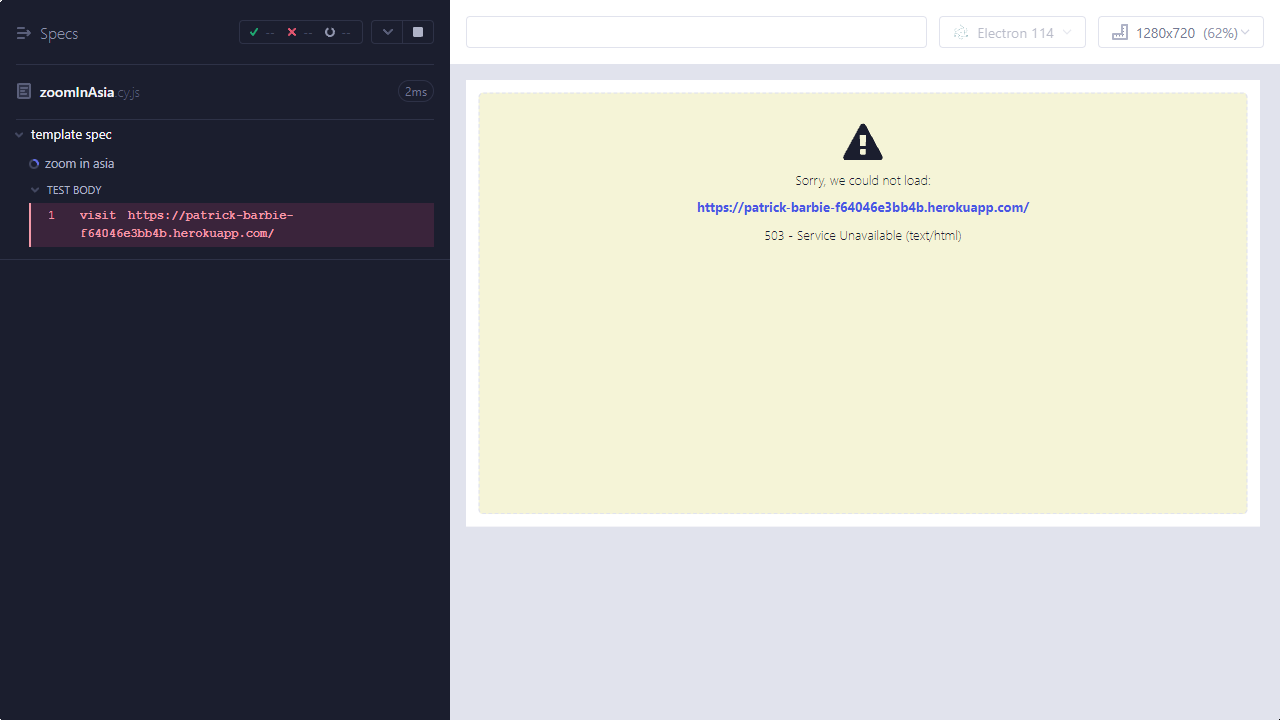 Specs
--
--
--
Electron 114
1280x720 (62%)
zoomInAsia.cy.js
2ms
template spec
zoom in asia
TEST BODY
1 visit https://patrick-barbie-
f64046e3bb4b.herokuapp.com/
Sorry, we could not load:
https://patrick-barbie-f64046e3bb4b.herokuapp.com/
503 - Service Unavailable (text/html)